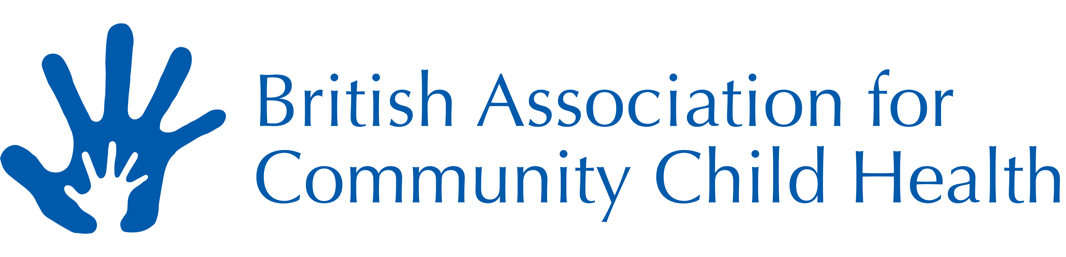 British Association for
Community Child Health